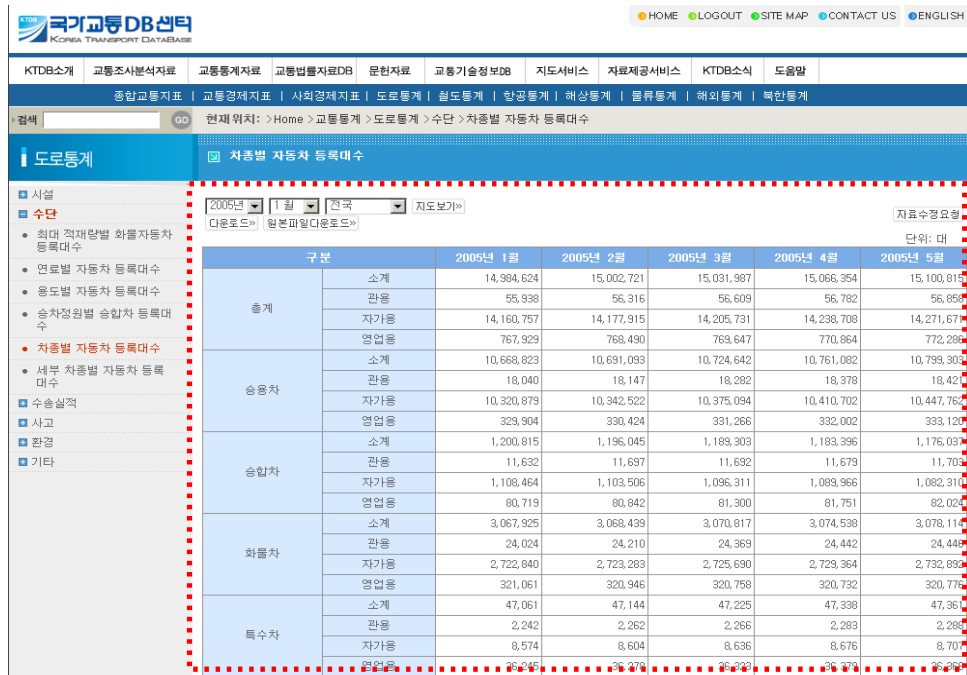 KTDB 국가교통DB센터
KOREA TRANSPORT DATABASE
HOME LOGOUT SITE MAP CONTACT US ENGLISH
KTDB소개 교통조사분석자료 교통통계자료 교통법률자료DB 문헌자료 교통기술정보DB 지도서비스 자료제공서비스 KTDB소식 도움말
종합교통지표 | 교통경제지표 | 사회경제지표 | 도로통계 | 철도통계 | 항공통계 | 해상통계 | 물류통계 | 해외통계 | 북한통계
검색 GO 현재위치: >Home >교통통계 >도로통계 >수단 >차종별 자동차 등록대수
도로통계
차종별 자동차 등록대수
시설
수단
최대 적재량별 화물자동차
등록대수
연료별 자동차 등록대수
용도별 자동차 등록대수
승차정원별 승합차 등록대
수
차종별 자동차 등록대수
세부 차종별 자동차 등록
대수
수송실적
사고
환경
기타
2005년 1 월 전국 지도보기»
자료수정요청
다운로드» 원본파일다운로드»
단위: 대
구분 2005년 1월 2005년 2월 2005년 3월 2005년 4월 2005년 5월
총계 소계 14,984,624 15,002,721 15,031,987 15,066,354 15,100,815
관용 55,938 56,316 56,609 56,782 56,858
자가용 14,160,757 14,177,915 14,205,731 14,238,708 14,271,671
영업용 767,929 768,490 769,647 770,864 772,286
승용차 소계 10,668,823 10,691,093 10,724,642 10,761,082 10,799,303
관용 18,040 18,147 18,282 18,378 18,421
자가용 10,320,879 10,342,522 10,375,094 10,410,702 10,447,762
영업용 329,904 330,424 331,266 332,002 333,120
승합차 소계 1,200,815 1,196,045 1,189,303 1,183,396 1,176,037
관용 11,632 11,697 11,692 11,679 11,703
자가용 1,108,464 1,103,506 1,096,311 1,089,966 1,082,310
영업용 80,719 80,842 81,300 81,751 82,024
화물차 소계 3,067,925 3,068,439 3,070,817 3,074,538 3,078,114
관용 24,024 24,210 24,369 24,442 24,446
자가용 2,722,840 2,723,283 2,725,690 2,729,364 2,732,892
영업용 321,061 320,946 320,758 320,732 320,776
특수차 소계 47,061 47,144 47,225 47,338 47,361
관용 2,242 2,262 2,266 2,283 2,288
자가용 8,574 8,604 8,636 8,676 8,707
영업용 36,245 36,278 36,323 36,379